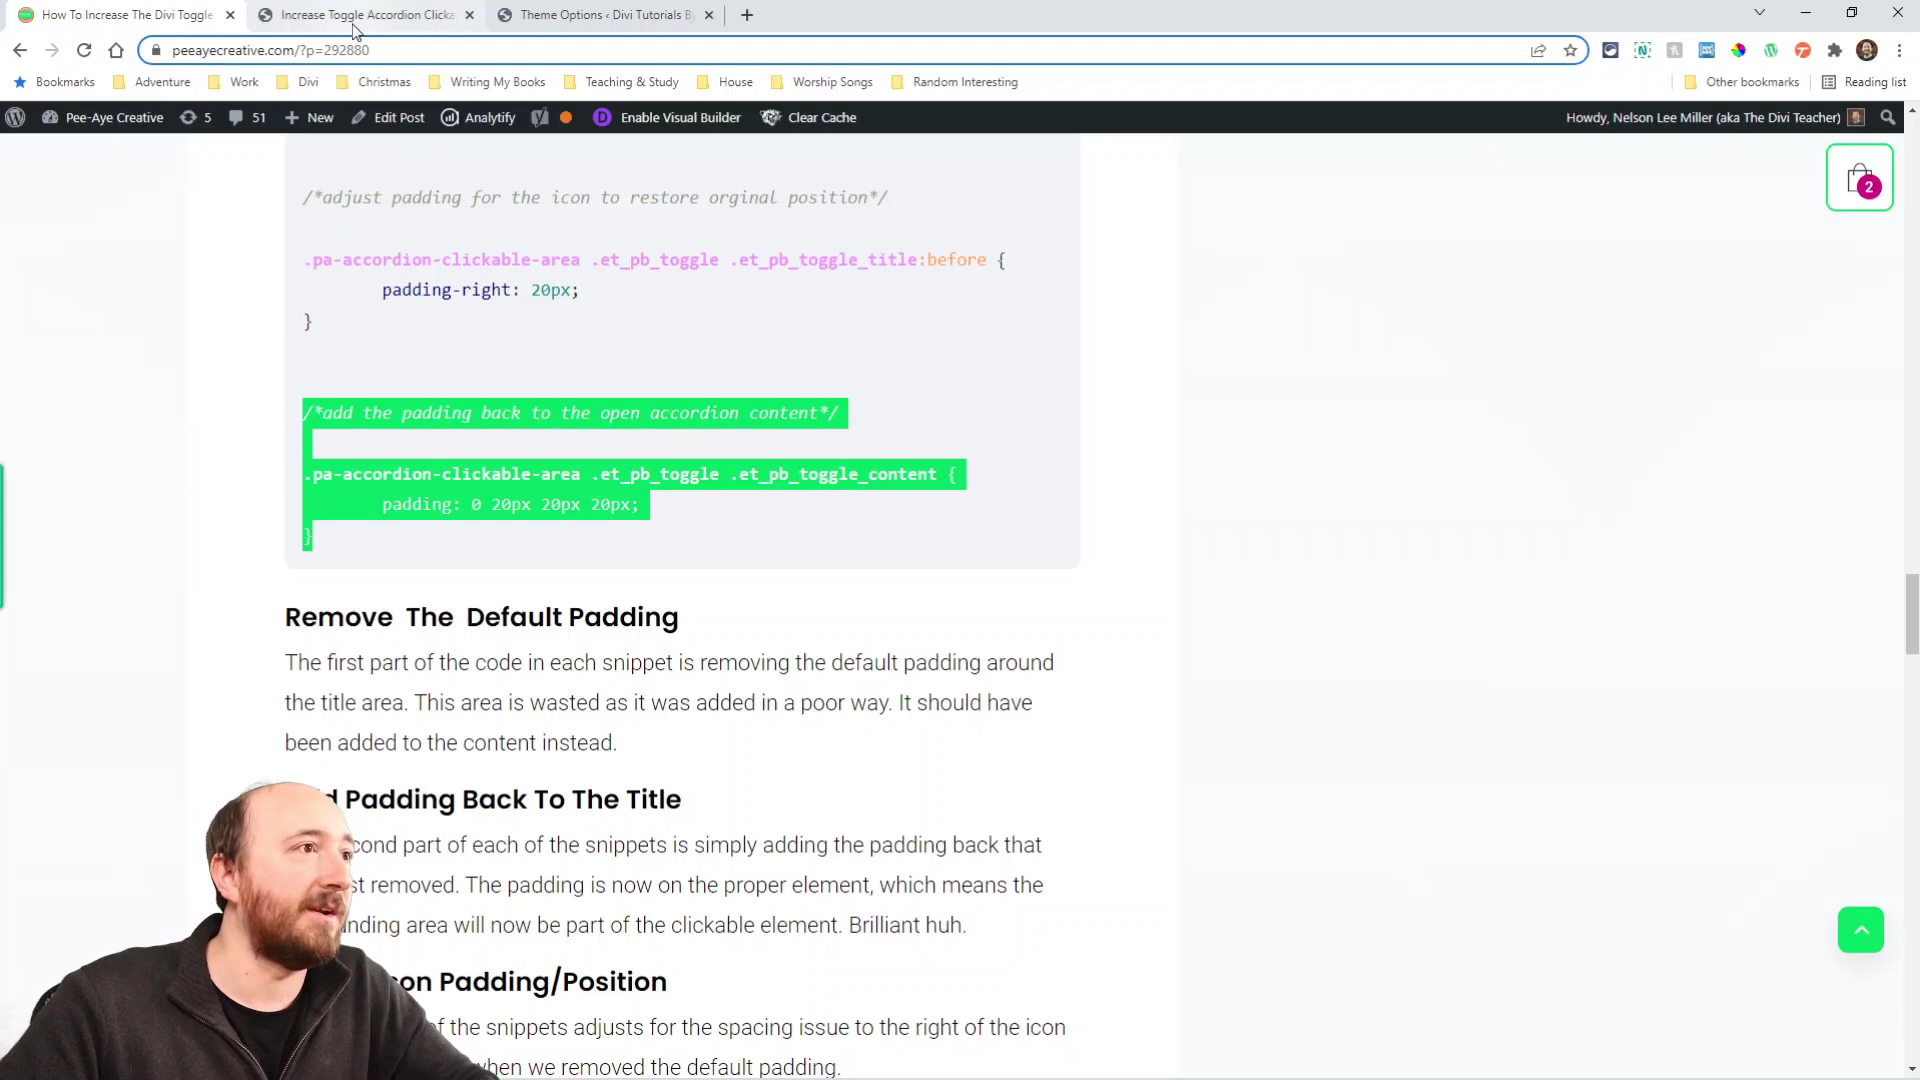 How To Increase The Divi Toggle
Increase Toggle Accordion Clicka
Theme Options ‹ Divi Tutorials By
peeayecreative.com/?p=292880
Bookmarks
Adventure
Work
Divi
Christmas
Writing My Books
Teaching & Study
House
Worship Songs
Random Interesting
Other bookmarks
Reading list
Pee-Aye Creative
5
51
New
Edit Post
Analytify
Enable Visual Builder
Clear Cache
Howdy, Nelson Lee Miller (aka The Divi Teacher)
2
/*adjust padding for the icon to restore orginal position*/
.pa-accordion-clickable-area .et_pb_toggle .et_pb_toggle_title:before {
padding-right: 20px;
}
/*add the padding back to the open accordion content*/
.pa-accordion-clickable-area .et_pb_toggle .et_pb_toggle_content {
padding: 0 20px 20px 20px;
}
Remove The Default Padding
The first part of the code in each snippet is removing the default padding around
the title area. This area is wasted as it was added in a poor way. It should have
been added to the content instead.
Padding Back To The Title
part of each of the snippets is simply adding the padding back that
removed. The padding is now on the proper element, which means the
area will now be part of the clickable element. Brilliant huh.
Padding/Position
of the snippets adjusts for the spacing issue to the right of the icon
when we removed the default padding.